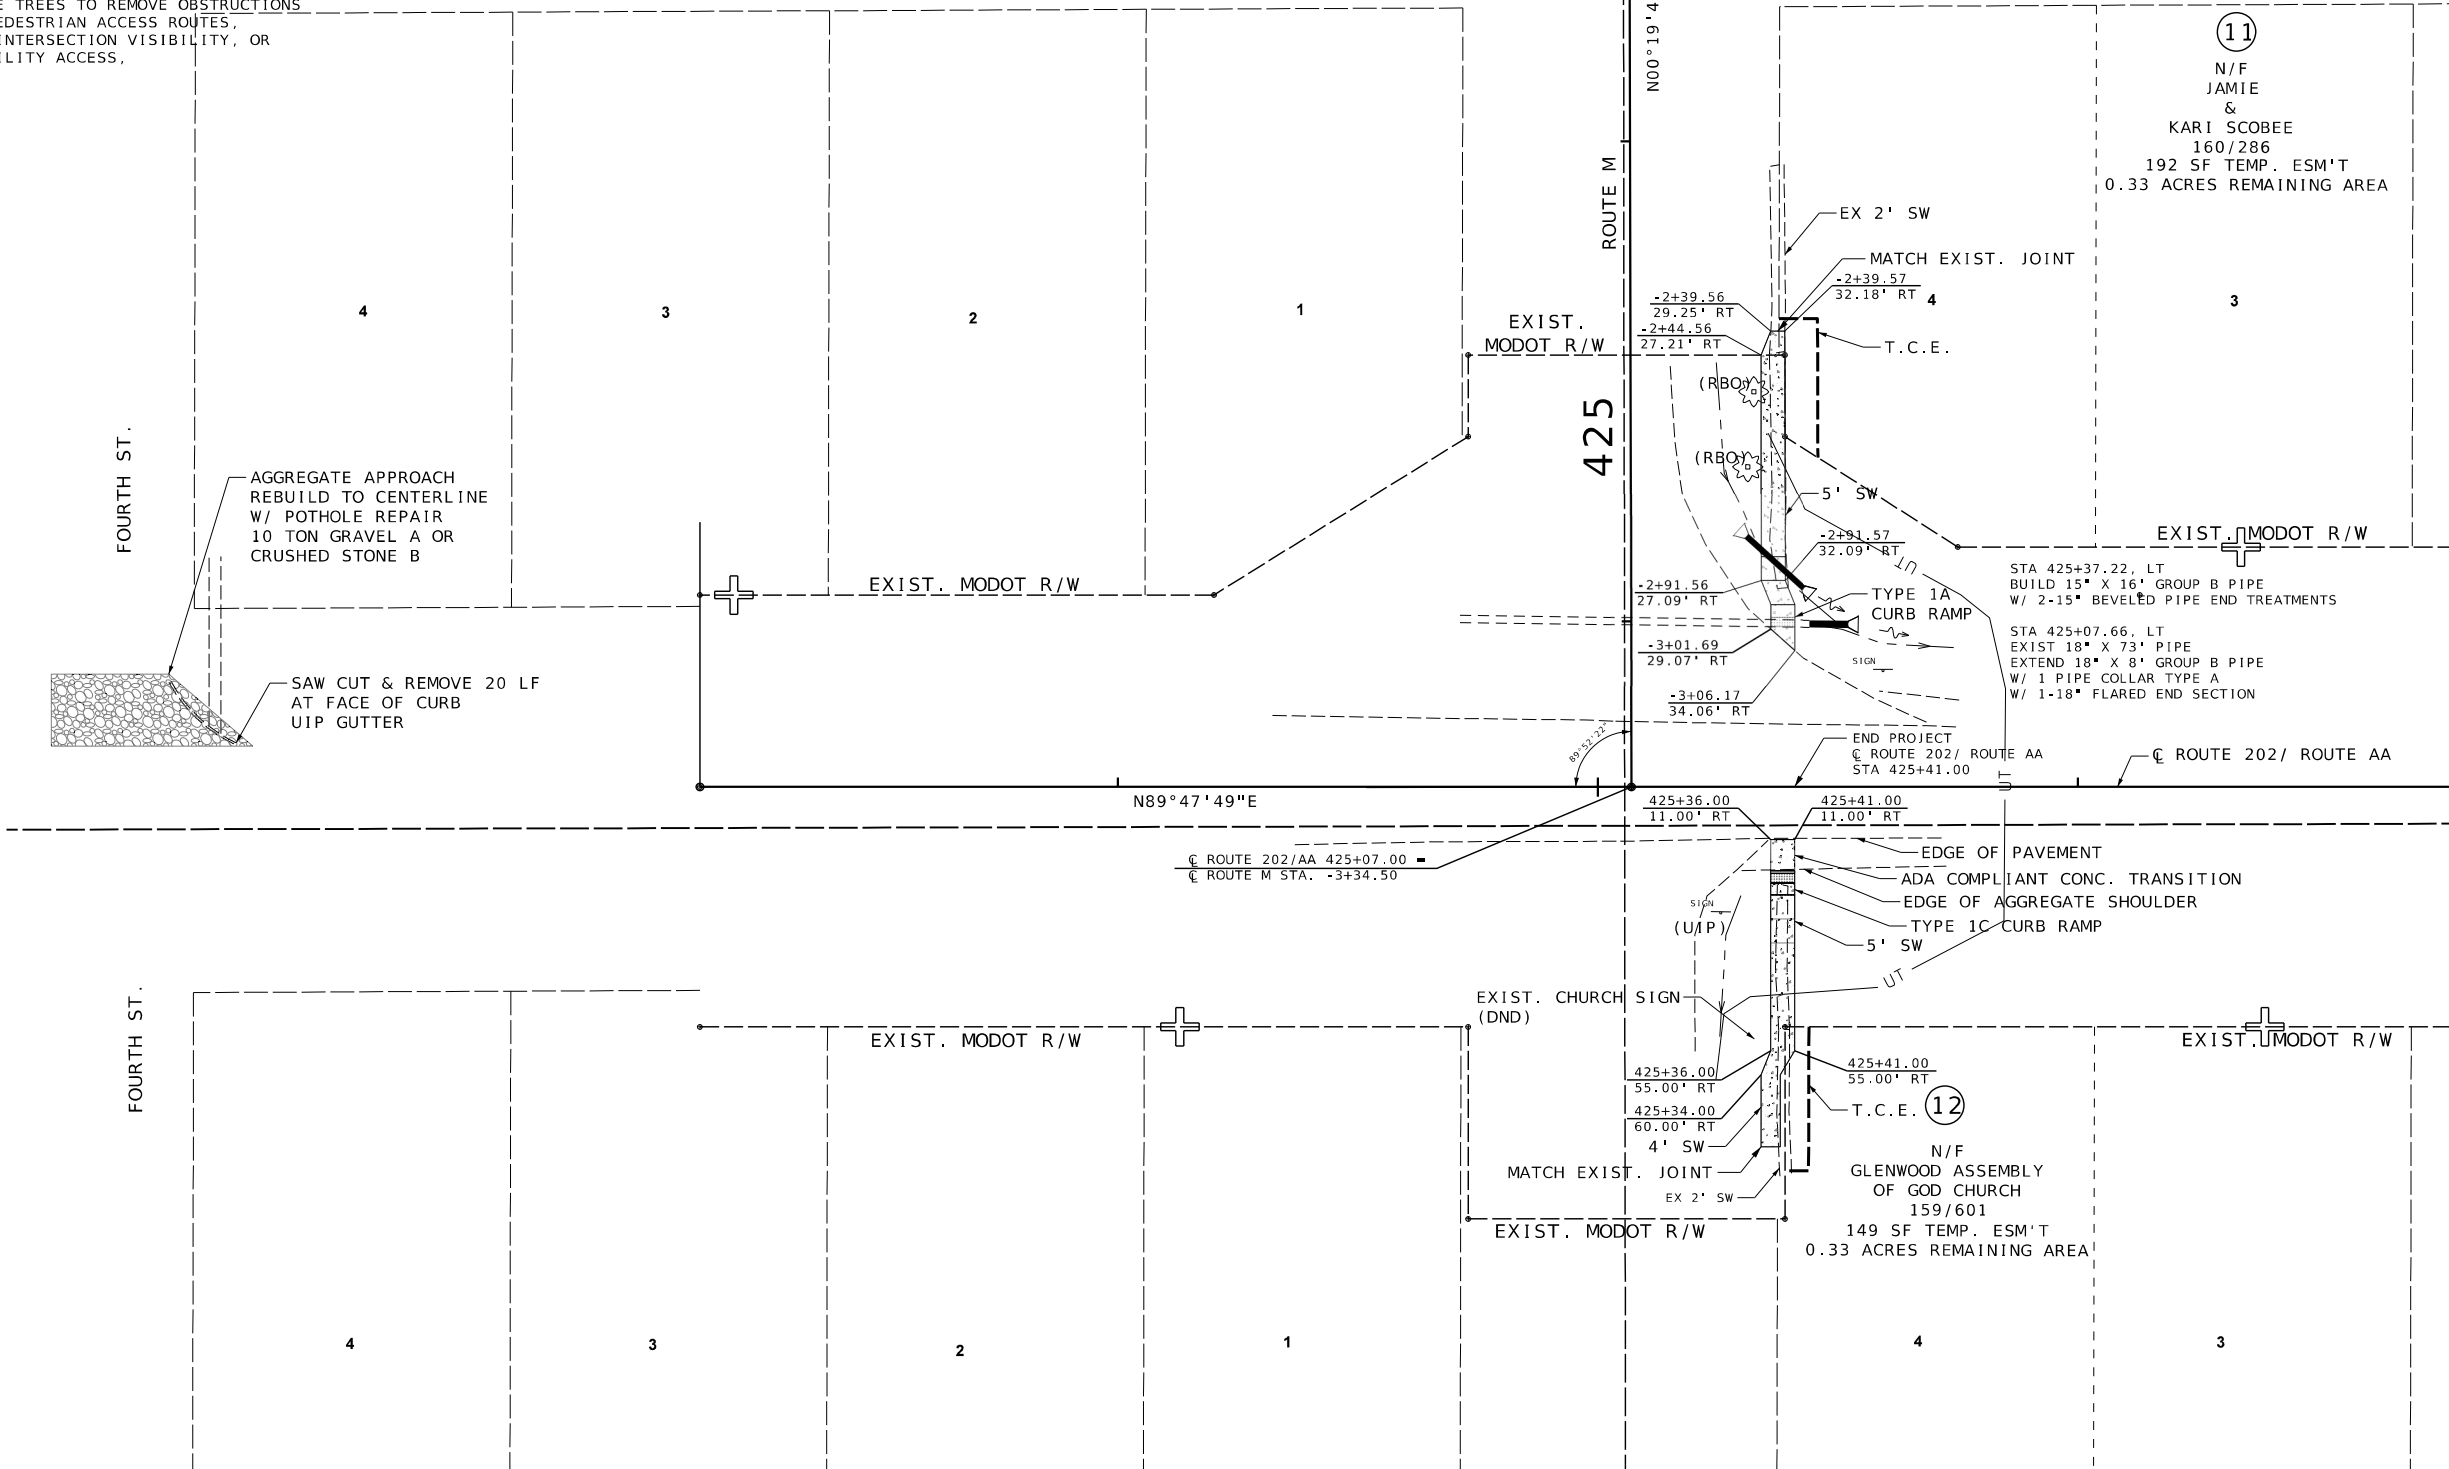 E TREES TO REMOVE OBSTRUCTIONS
EDESTRIAN ACCESS ROUTES,
INTERSECTION VISIBILITY, OR
ILITY ACCESS,
N00°19'4
11
N/F
JAMIE
&
KARI SCOBEE
160/286
192 SF TEMP. ESM'T
0.33 ACRES REMAINING AREA
ROUTE M
EX 2' SW
MATCH EXIST. JOINT
-2+39.57
32.18' RT
4
3
2
1
4
3
-2+39.56
29.25' RT
-2+44.56
27.21' RT
EXIST.
MODOT R/W
T.C.E.
(RBO)
425
(RBO)
5' SW
FOURTH ST.
AGGREGATE APPROACH
REBUILD TO CENTERLINE
W/ POTHOLE REPAIR
10 TON GRAVEL A OR
CRUSHED STONE B
EXIST. MODOT R/W
EXIST. MODOT R/W
-2+91.57
32.09' RT
UT
STA 425+37.22, LT
BUILD 15" X 16' GROUP B PIPE
W/ 2-15" BEVELED PIPE END TREATMENTS
-2+91.56
27.09' RT
TYPE 1A
CURB RAMP
STA 425+07.66, LT
EXIST 18" X 73' PIPE
EXTEND 18" X 8' GROUP B PIPE
W/ 1 PIPE COLLAR TYPE A
W/ 1-18" FLARED END SECTION
-3+01.69
29.07' RT
SIGN
SAW CUT & REMOVE 20 LF
AT FACE OF CURB
UIP GUTTER
-3+06.17
34.06' RT
89°52'22"
END PROJECT
℄ ROUTE 202/ ROUTE AA
STA 425+41.00
℄ ROUTE 202/ ROUTE AA
UT
N89°47'49"E
425+36.00
11.00' RT
425+41.00
11.00' RT
℄ ROUTE 202/AA 425+07.00 =
℄ ROUTE M STA. -3+34.50
EDGE OF PAVEMENT
ADA COMPLIANT CONC. TRANSITION
EDGE OF AGGREGATE SHOULDER
TYPE 1C CURB RAMP
5' SW
SIGN
(UIP)
UT
EXIST. CHURCH SIGN
(DND)
FOURTH ST.
EXIST. MODOT R/W
EXIST. MODOT R/W
425+36.00
55.00' RT
425+41.00
55.00' RT
425+34.00
60.00' RT
T.C.E.
12
4' SW
MATCH EXIST. JOINT
EX 2' SW
N/F
GLENWOOD ASSEMBLY
OF GOD CHURCH
159/601
149 SF TEMP. ESM'T
0.33 ACRES REMAINING AREA
EXIST. MODOT R/W
4
3
2
1
4
3